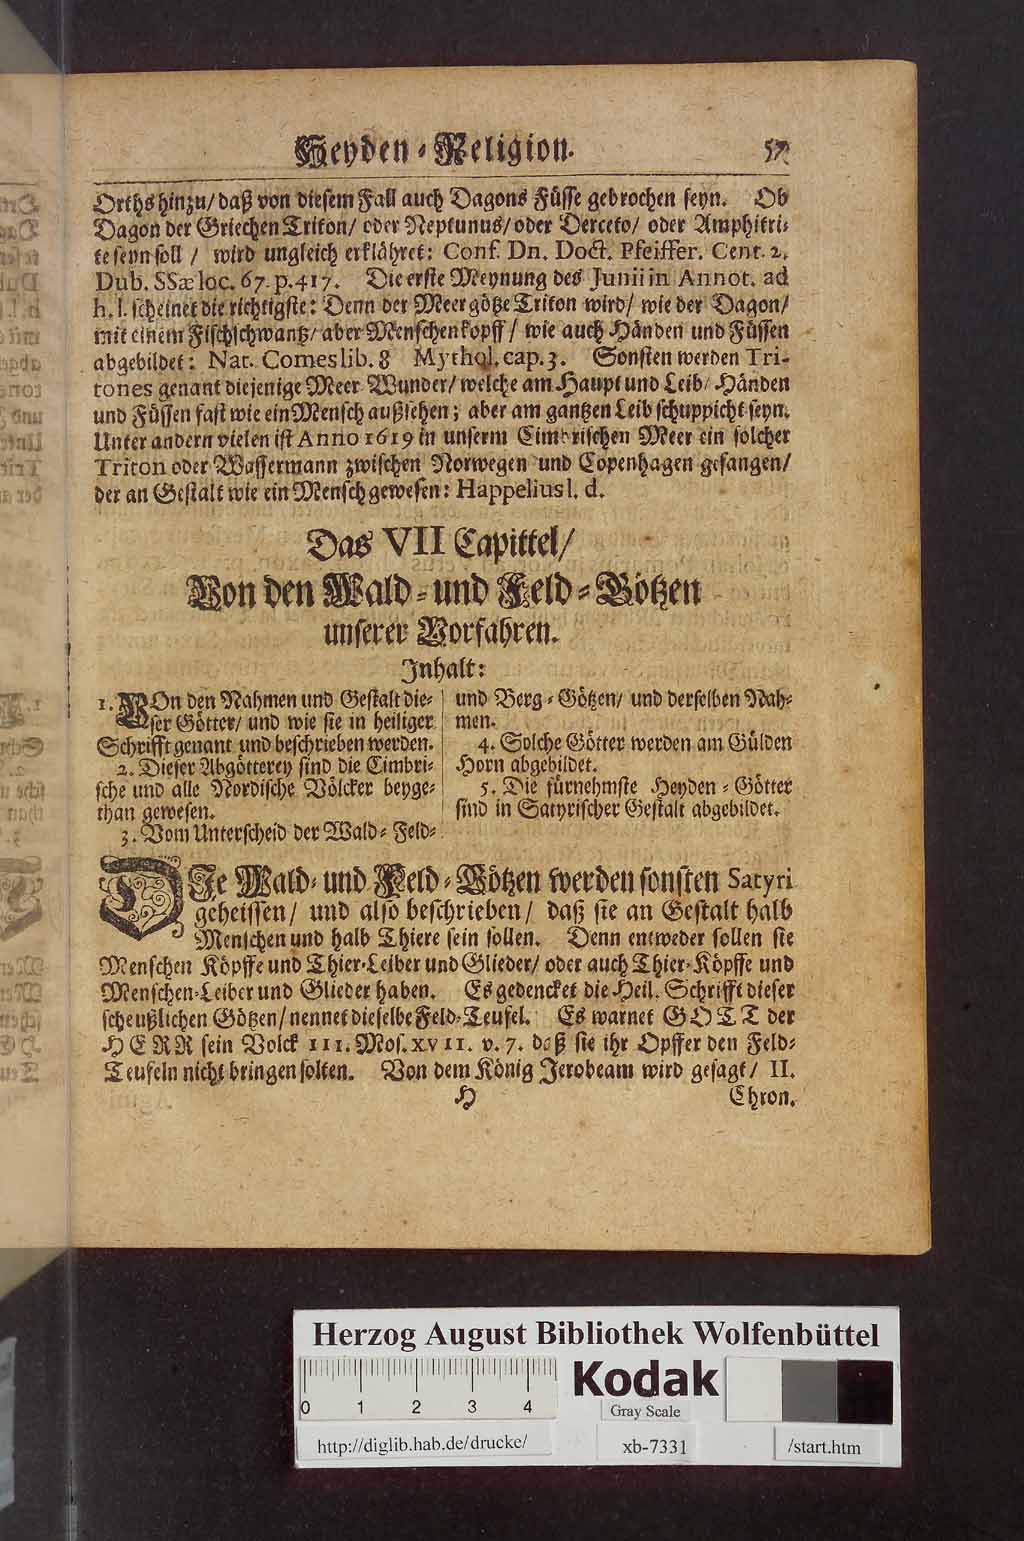 Heyden-Religion. 57
Orths hinzu/ daß von diesem Fall auch Dagons Füsse gebrochen seyn. Ob
Dagon der Griechen Triton/ oder Neptunus/ oder Derceto/ oder Amphitri-
te seyn soll / wird ungleich erklähret: Conf. Dn. Doct. Pfeiffer. Cent. 2.
Dub. SSæ loc. 67. p. 417. Die erste Meynung des Junii in Annot. ad
h. l. scheinet die richtigste: Denn der Meergötze Triton wird/ wie der Dagon/
mit einem Fischschwantz/ aber Menschenkopff/ wie auch Händen und Füssen
abgebildet: Nat. Comes lib. 8 Mythol. cap. 3. Sonsten werden Tri-
tones genant diejenige Meer-Wunder/ welche am Haupt und Leib/ Händen
und Füssen fast wie ein Mensch außsehen; aber am gantzen Leib schuppicht seyn.
Unter andern vielen ist Anno 1619 in unserm Cimbrischen Meer ein solcher
Triton oder Wassermann zwischen Norwegen und Copenhagen gefangen/
der an Gestalt wie ein Mensch gewesen: Happelius l. d.
Das VII Capittel/
Von den Wald- und Feld-Götzen
unserer Vorfahren.
Inhalt:
1. VOn den Nahmen und Gestalt die-
ser Götter/ und wie sie in heiliger
Schrifft genant und beschrieben werden.
2. Dieser Abgötterey sind die Cimbri-
sche und alle Nordische Völcker beyge-
than gewesen.
3. Vom Unterscheid der Wald- Feld-
und Berg-Götzen/ und derselben Nah-
men.
4. Solche Götter werden am Gülden
Horn abgebildet.
5. Die fürnehmste Heyden-Götter
sind in Satyrischer Gestalt abgebildet.
DIe Wald- und Feld-Götzen werden sonsten Satyri
geheissen/ und also beschrieben/ daß sie an Gestalt halb
Menschen und halb Thiere sein sollen. Denn entweder sollen sie
Menschen Köpffe und Thier-Leiber und Glieder/ oder auch Thier-Köpffe und
Menschen-Leiber und Glieder haben. Es gedencket die Heil. Schrifft dieser
scheußlichen Götzen/ nennet dieselbe Feld-Teufel. Es warnet GOTT der
HERR sein Volck III. Mos. XVII. v. 7. daß sie ihr Opffer den Feld-
Teufeln nicht bringen solten. Von dem König Jerobeam wird gesagt/ II.
H Chron.
Herzog August Bibliothek Wolfenbüttel
0 1 2 3 4
Kodak
Gray Scale
http://diglib.hab.de/drucke/ xb-7331 /start.htm